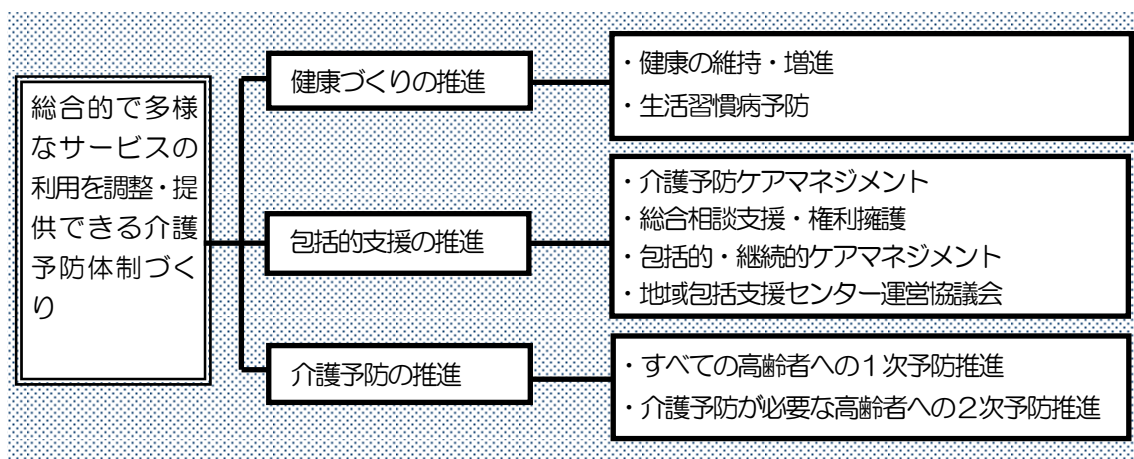 総合的で多様
なサービスの
利用を調整・提
供できる介護
予防体制づく
り
健康づくりの推進
・健康の維持・増進
・生活習慣病予防
包括的支援の推進
・介護予防ケアマネジメント
・総合相談支援・権利擁護
・包括的・継続的ケアマネジメント
・地域包括支援センター運営協議会
介護予防の推進
・すべての高齢者への１次予防推進
・介護予防が必要な高齢者への２次予防推進